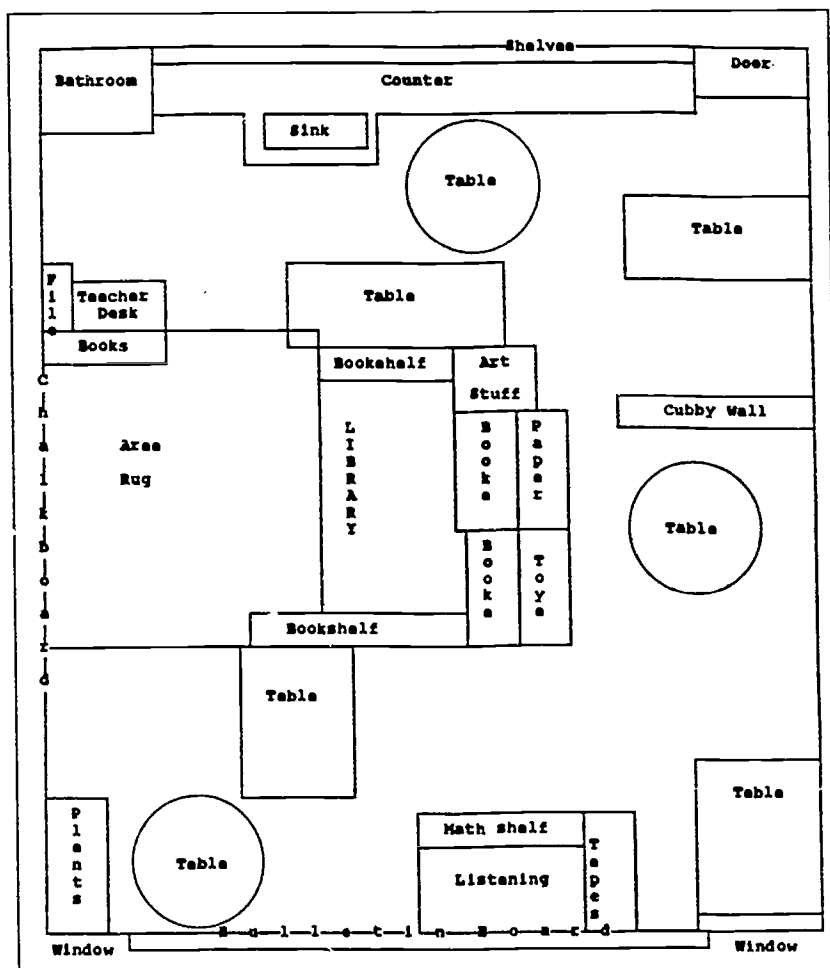 Shelves
Bathroom
Counter
Door
Sink
Table
Table
File
Teacher
Desk
Table
Books
Bookshelf
Art
Stuff
Chalkboard
Area
Rug
LIBRARY
Books
Paper
Cubby Wall
Table
Books
Toys
Bookshelf
Table
Table
Plants
Math shelf
Table
Listening
Tapes
Bulletin Board
Window
Window